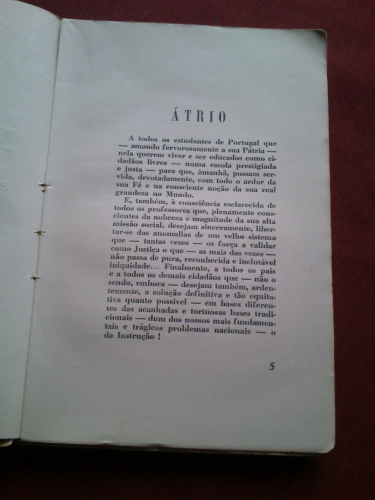 ÁTRIO
A todos os estudantes de Portugal que
— amando fervorosamente a sua Pátria —
nela querem viver e ser educados como ci-
dadãos livres — numa escola prestigiada
e justa — para que, àmanhã, possam ser-
vi-la, devotadamente, com todo o ardor da
sua Fé e na consciente noção da sua real
grandeza no Mundo.
E, também, à consciência esclarecida de
todos os professores que, plenamente cons-
cientes da nobreza e magnitude da sua alta
missão social, desejam sinceramente, liber-
tar-se das anomalias de um velho sistema
que — tantas vezes — os força a validar
como Justiça o que — as mais das vezes —
não passa de pura, reconhecida e inelutável
iniquidade... Finalmente, a todos os pais
e a todos os demais cidadãos que — não o
sendo, embora — desejam também, arden-
temente, a solução definitiva e tão equita-
tiva quanto possível — em bases diferen-
tes das acanhadas e tortuosas bases tradi-
cionais — dum dos nossos mais fundamen-
tais e trágicos problemas nacionais — o
da Instrução !
5